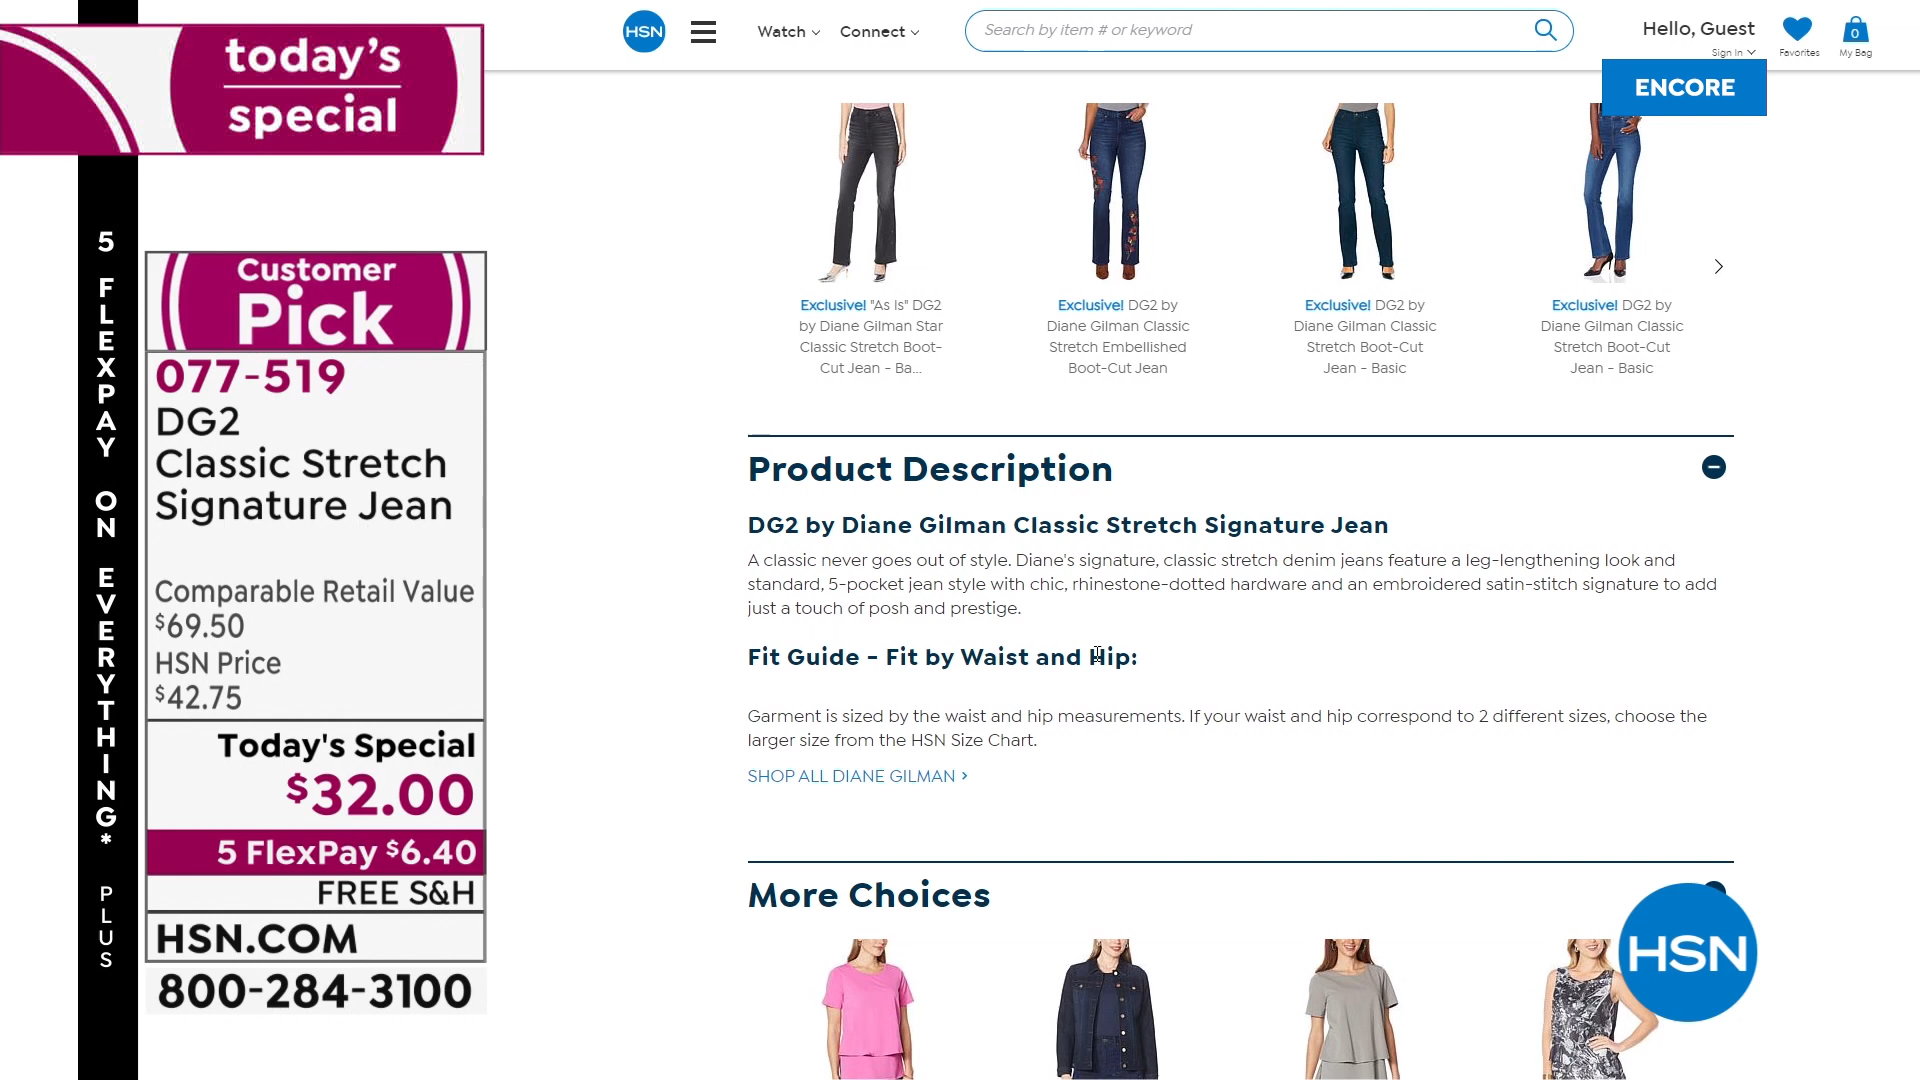 today's
special
5 FLEXPAY ON EVERYTHING* PLUS
Customer
Pick
077-519
DG2
Classic Stretch
Signature Jean
Comparable Retail Value
$69.50
HSN Price
$42.75
Today's Special
$32.00
5 FlexPay $6.40
FREE S&H
HSN.COM
800-284-3100
HSN
Watch
Connect
Search by item # or keyword
Hello, Guest
Sign In
Favorites
0
My Bag
ENCORE
Exclusive! "As Is" DG2
by Diane Gilman Star
Classic Stretch Boot-
Cut Jean - Ba...
Exclusive! DG2 by
Diane Gilman Classic
Stretch Embellished
Boot-Cut Jean
Exclusive! DG2 by
Diane Gilman Classic
Stretch Boot-Cut
Jean - Basic
Exclusive! DG2 by
Diane Gilman Classic
Stretch Boot-Cut
Jean - Basic
Product Description
DG2 by Diane Gilman Classic Stretch Signature Jean
A classic never goes out of style. Diane's signature, classic stretch denim jeans feature a leg-lengthening look and
standard, 5-pocket jean style with chic, rhinestone-dotted hardware and an embroidered satin-stitch signature to add
just a touch of posh and prestige.
Fit Guide - Fit by Waist and Hip:
Garment is sized by the waist and hip measurements. If your waist and hip correspond to 2 different sizes, choose the
larger size from the HSN Size Chart.
SHOP ALL DIANE GILMAN >
More Choices
HSN